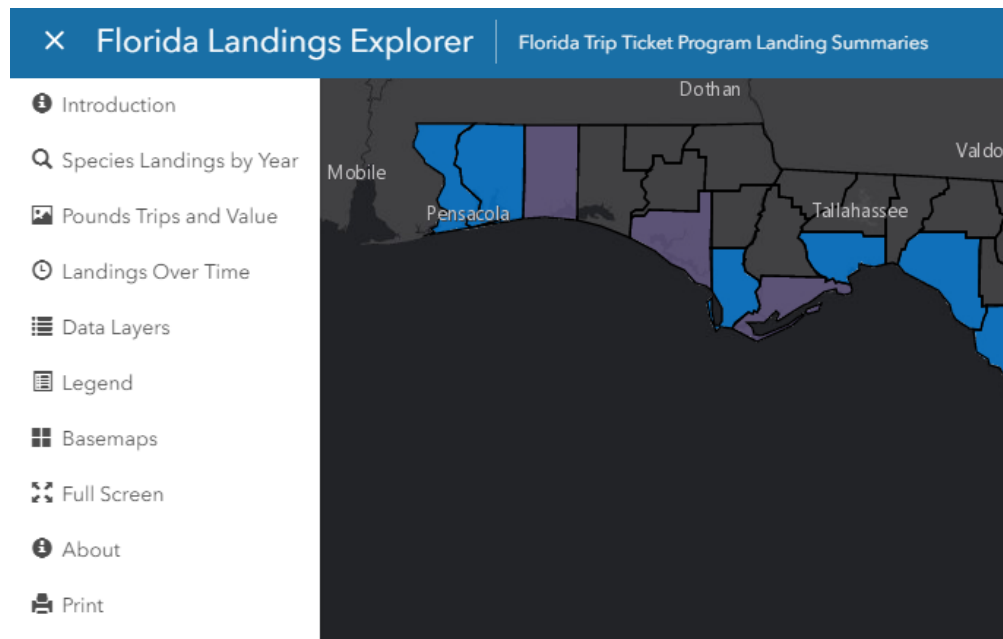 × Florida Landings Explorer
Florida Trip Ticket Program Landing Summaries
Introduction
Species Landings by Year
Pounds Trips and Value
Landings Over Time
Data Layers
Legend
Basemaps
Full Screen
About
Print
Dothan
Valdo
Mobile
Pensacola
Tallahassee